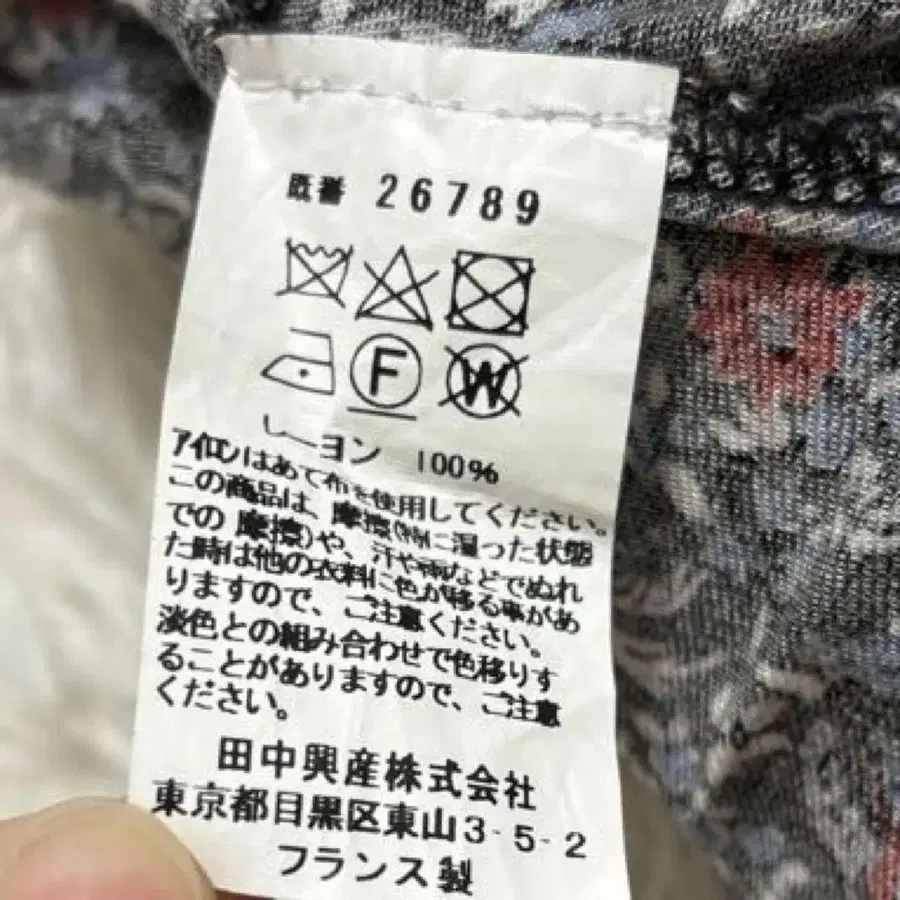 既番 26789
F W
レーヨン 100%
アイロンはあて布を使用してください。
この商品は、摩擦(特に湿った状態
での摩擦)や、汗や雨などでぬれ
た時は他の衣料に色が移る事があ
りますので、ご注意ください。
淡色との組み合わせで色移りす
ることがありますので、ご注意
ください。
田中興産株式会社
東京都目黒区東山3-5-2
フランス製